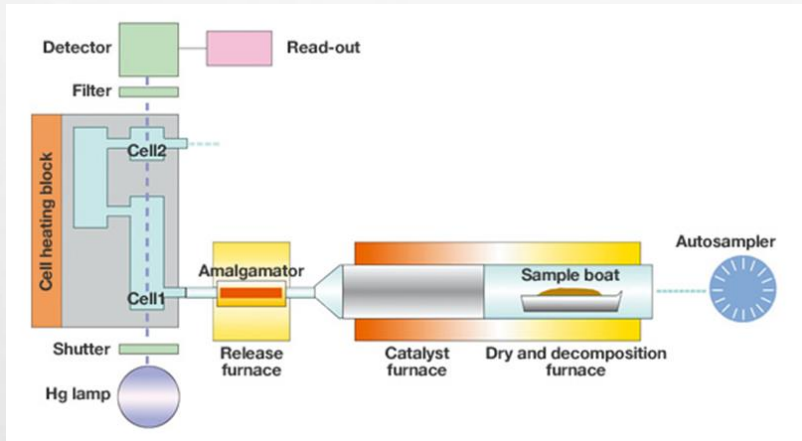 Detector
Read-out
Filter
Cell heating block
Cell2
Cell1
Amalgamator
Sample boat
Autosampler
Shutter
Release
furnace
Catalyst
furnace
Dry and decomposition
furnace
Hg lamp